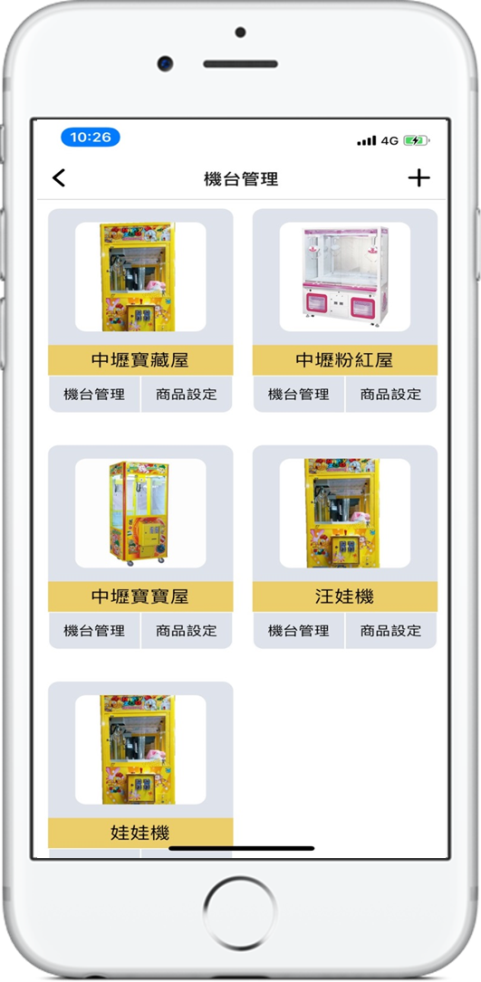 10:26
4G
機台管理
中壢寶藏屋
中壢粉紅屋
機台管理 商品設定 機台管理 商品設定
中壢寶寶屋
汪娃機
機台管理 商品設定 機台管理 商品設定
娃娃機